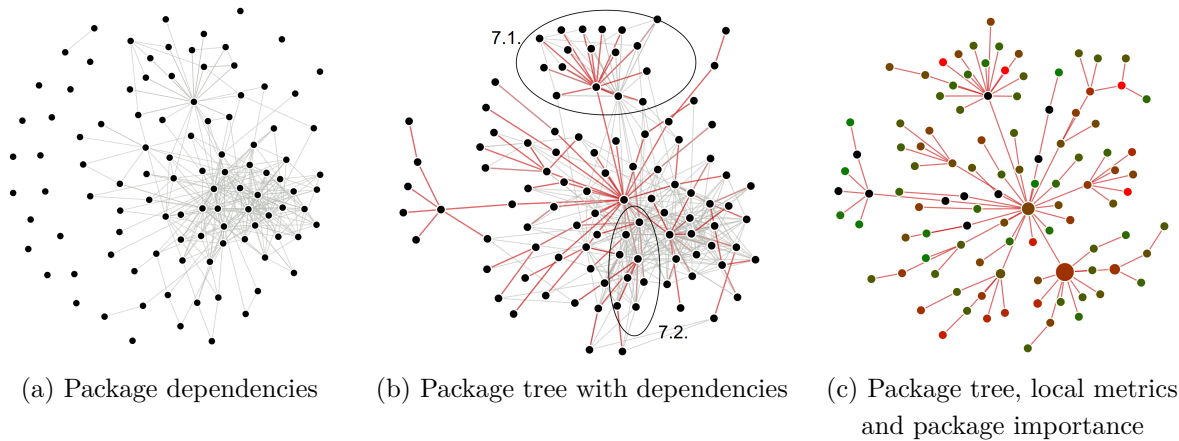 7.1.
7.2.
(a) Package dependencies
(b) Package tree with dependencies
(c) Package tree, local metrics
and package importance